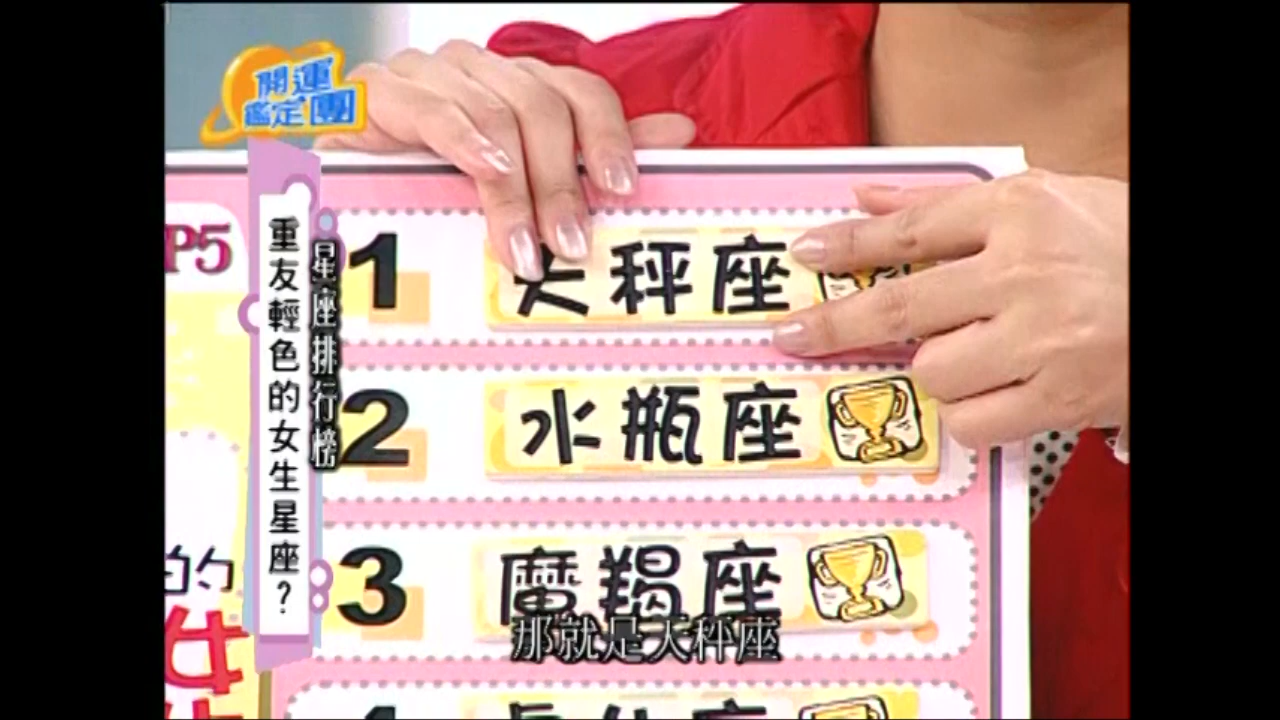 開運
鑑定團
星座排行榜
重友輕色的女生星座？
P5
的
女
1 天秤座
2 水瓶座
3 魔羯座
那就是天秤座